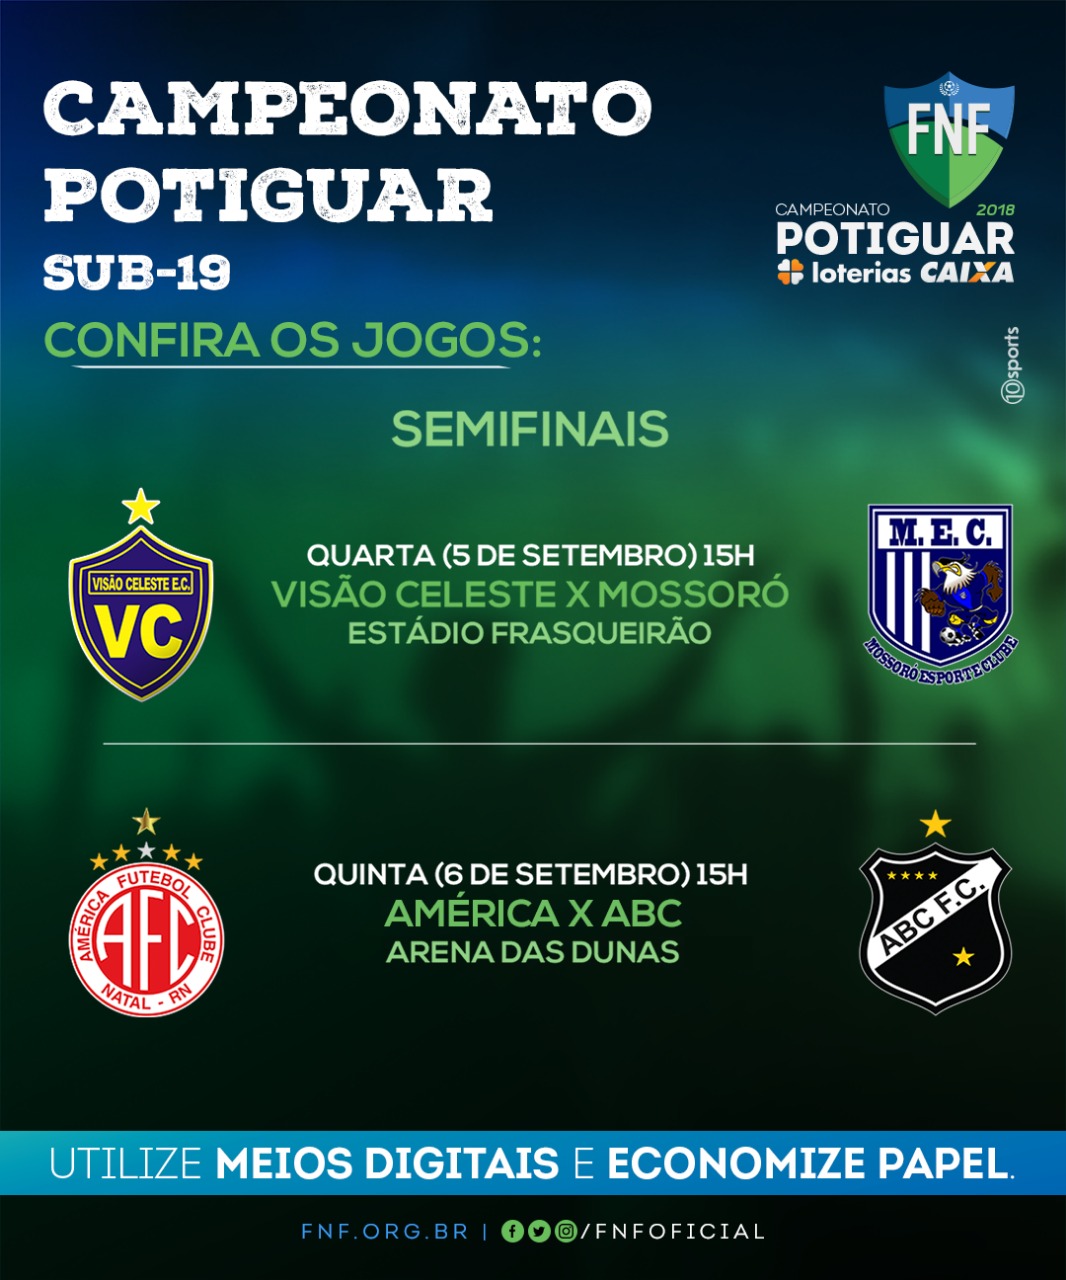 CAMPEONATO
POTIGUAR
SUB-19
CONFIRA OS JOGOS:
FNF
CAMPEONATO 2018
POTIGUAR
loterias CAIXA
10sports
SEMIFINAIS
VISÃO CELESTE E.C.
VC
QUARTA (5 DE SETEMBRO) 15H
VISÃO CELESTE X MOSSORÓ
ESTÁDIO FRASQUEIRÃO
M. E. C.
MOSSORÓ ESPORTE CLUBE
AMÉRICA FUTEBOL CLUBE
AFC
NATAL - RN
QUINTA (6 DE SETEMBRO) 15H
AMÉRICA X ABC
ARENA DAS DUNAS
ABC F.C.
UTILIZE MEIOS DIGITAIS E ECONOMIZE PAPEL.
FNF.ORG.BR | /FNFOFICIAL